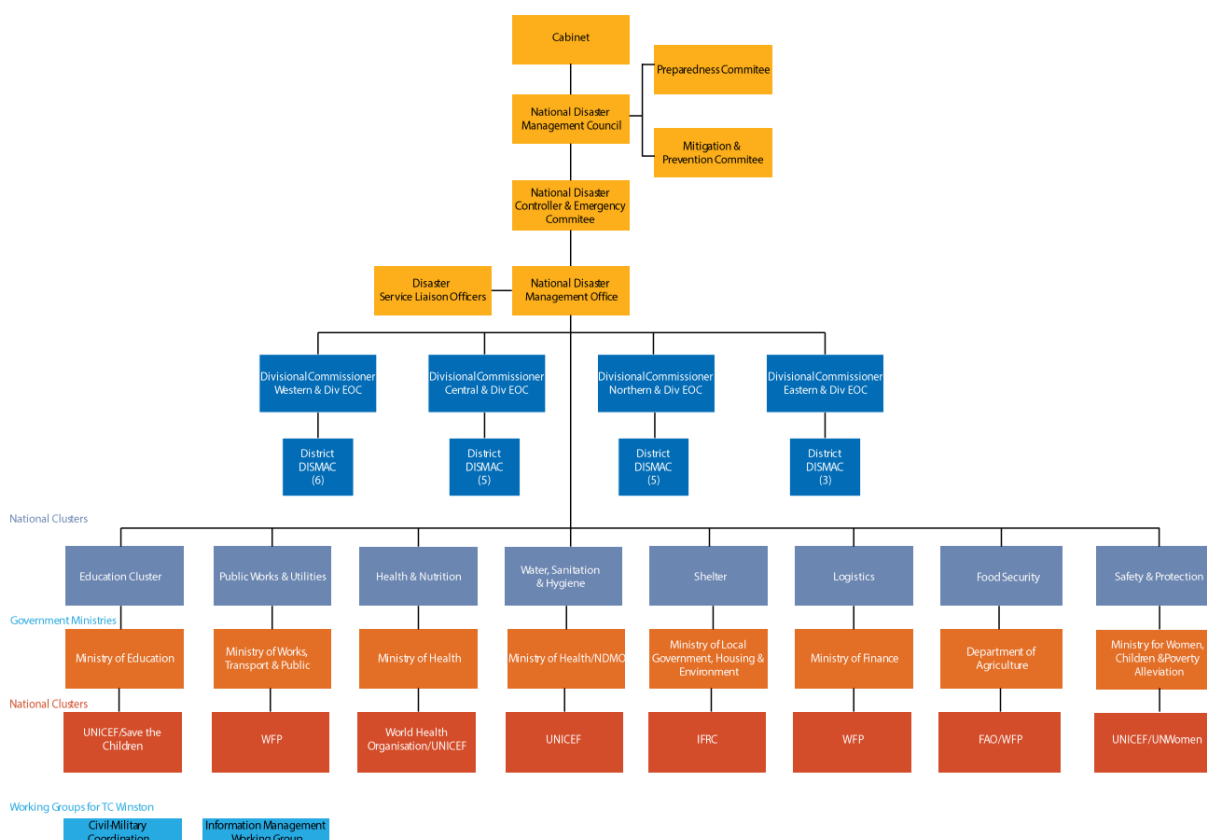 Cabinet
Preparedness Commitee
National Disaster
Management Council
Mitigation &
Prevention Commitee
National Disaster
Controller & Emergency
Commitee
Disaster
Service Liaison Officers
National Disaster
Management Office
Divisional Commissioner
Western & Div EOC
Divisional Commissioner
Central & Div EOC
Divisional Commissioner
Northern & Div EOC
Divisional Commissioner
Eastern & Div EOC
District
DISMAC
(6)
District
DISMAC
(5)
District
DISMAC
(5)
District
DISMAC
(3)
National Clusters
Education Cluster
Public Works & Utilities
Health & Nutrition
Water, Sanitation
& Hygiene
Shelter
Logistics
Food Security
Safety & Protection
Government Ministries
Ministry of Education
Ministry of Works,
Transport & Public
Ministry of Health
Ministry of Health/NDMO
Ministry of Local
Government, Housing &
Environment
Ministry of Finance
Department of
Agriculture
Ministry for Women,
Children &Poverty
Alleviation
National Clusters
UNICEF/Save the
Children
WFP
World Health
Organisation/UNICEF
UNICEF
IFRC
WFP
FAO/WFP
UNICEF/UNWomen
Working Groups for TC Winston
Civil-Military
Coordination
Information Management
Working Group